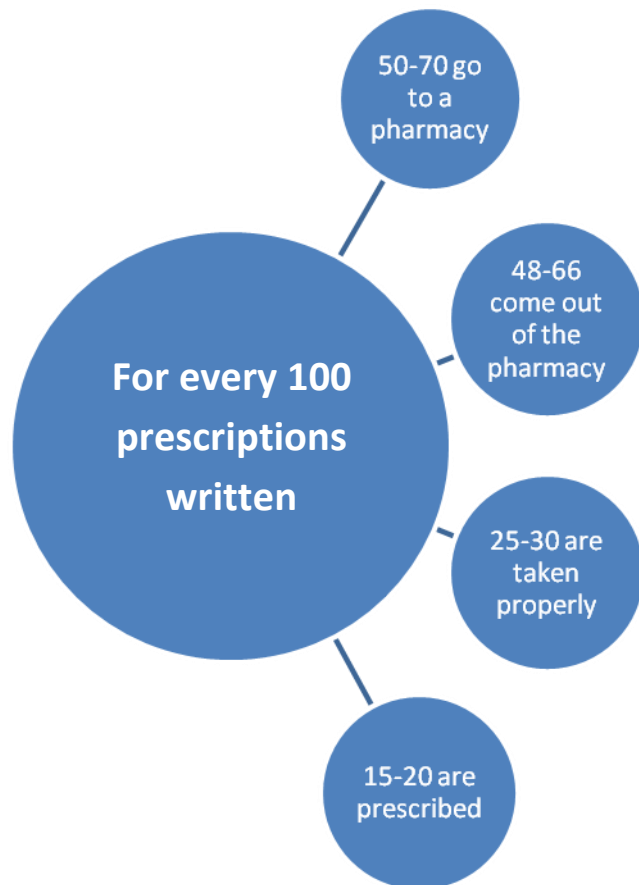 50-70 go
to a
pharmacy
48-66
come out
of the
pharmacy
For every 100
prescriptions
written
25-30 are
taken
properly
15-20 are
prescribed